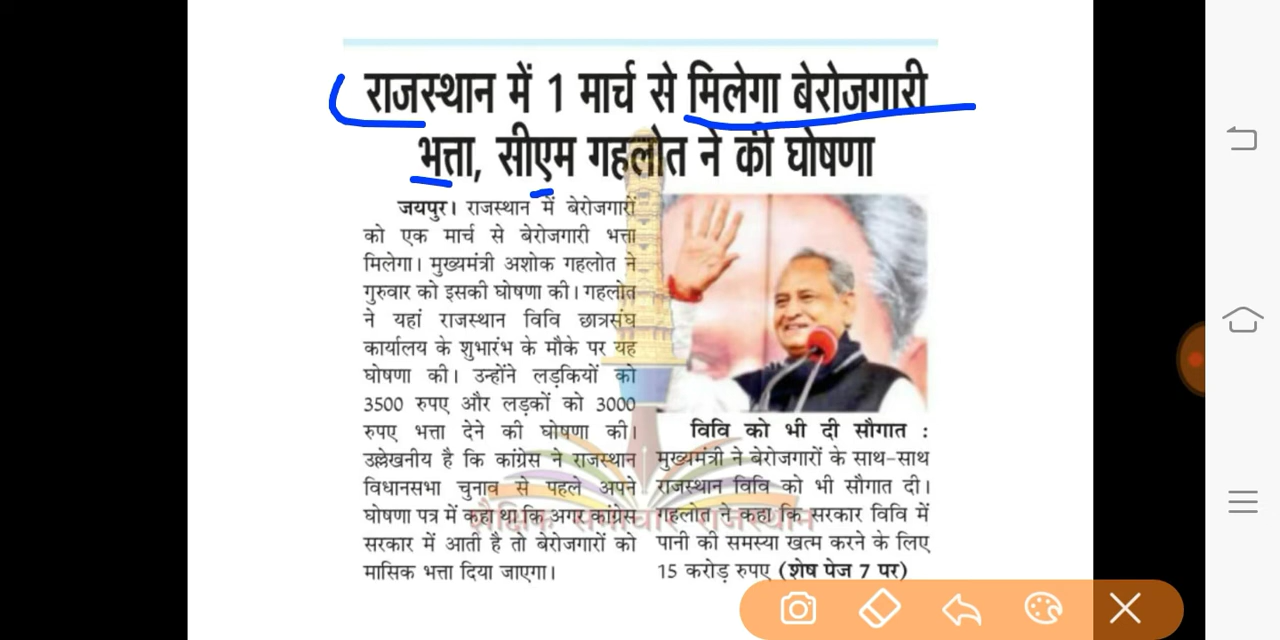 राजस्थान में 1 मार्च से मिलेगा बेरोजगारी
भत्ता, सीएम गहलोत ने की घोषणा
जयपुर। राजस्थान में बेरोजगारों
को एक मार्च से बेरोजगारी भत्ता
मिलेगा। मुख्यमंत्री अशोक गहलोत ने
गुरुवार को इसकी घोषणा की। गहलोत
ने यहां राजस्थान विवि छात्रसंघ
कार्यालय के शुभारंभ के मौके पर यह
घोषणा की। उन्होंने लड़कियों को
3500 रुपए और लड़कों को 3000
रुपए भत्ता देने की घोषणा की।
उल्लेखनीय है कि कांग्रेस ने राजस्थान
विधानसभा चुनाव से पहले अपने
घोषणा पत्र में कहा था कि अगर कांग्रेस
सरकार में आती है तो बेरोजगारों को
मासिक भत्ता दिया जाएगा।
विवि को भी दी सौगात :
मुख्यमंत्री ने बेरोजगारों के साथ-साथ
राजस्थान विवि को भी सौगात दी।
गहलोत ने कहा कि सरकार विवि में
पानी की समस्या खत्म करने के लिए
15 करोड़ रुपए (शेष पेज 7 पर)
शैक्षिक समाचार राजस्थान